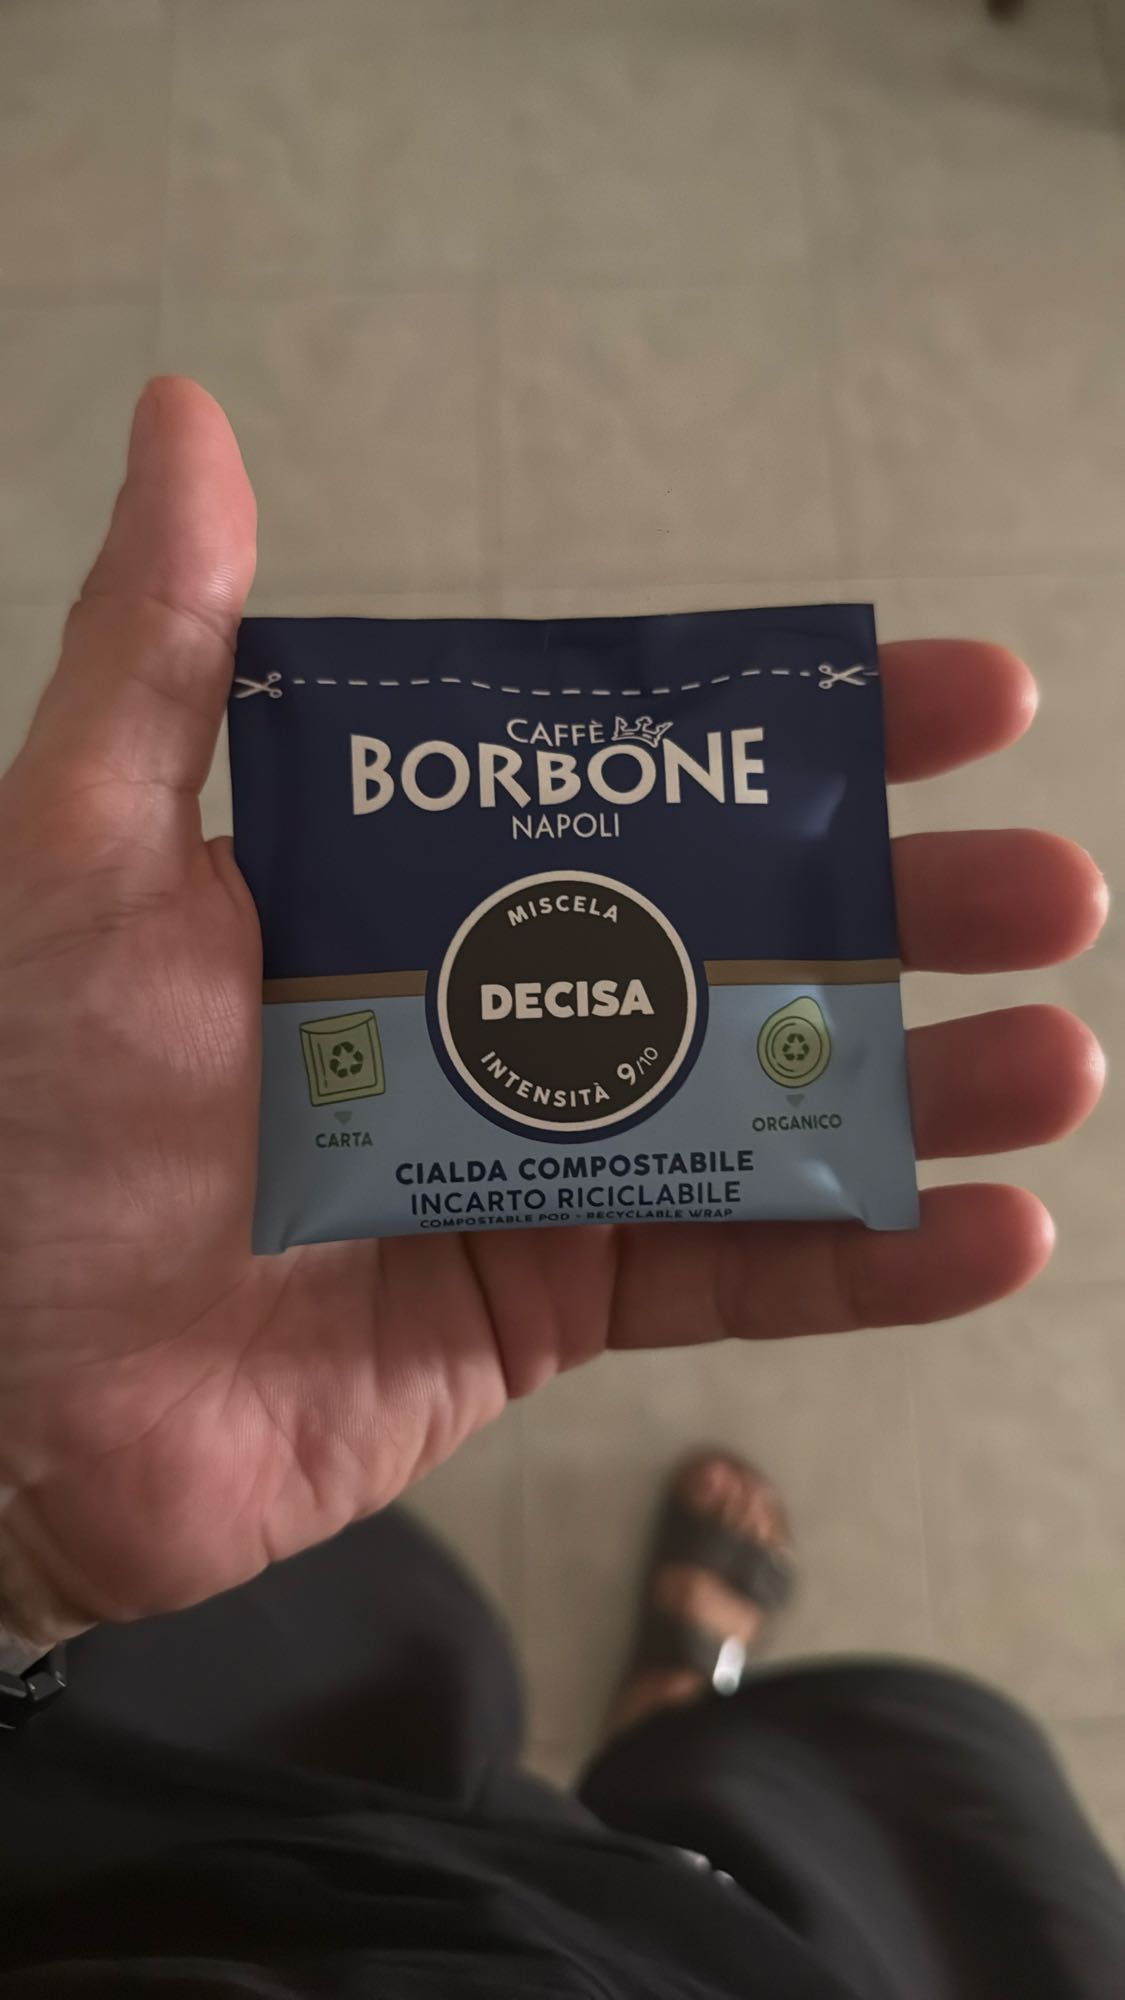 CAFFÈ
BORBONE
NAPOLI
MISCELA
DECISA
INTENSITÀ 9/10
CARTA
ORGANICO
CIALDA COMPOSTABILE
INCARTO RICICLABILE
COMPOSTABLE POD - RECYCLABLE WRAP